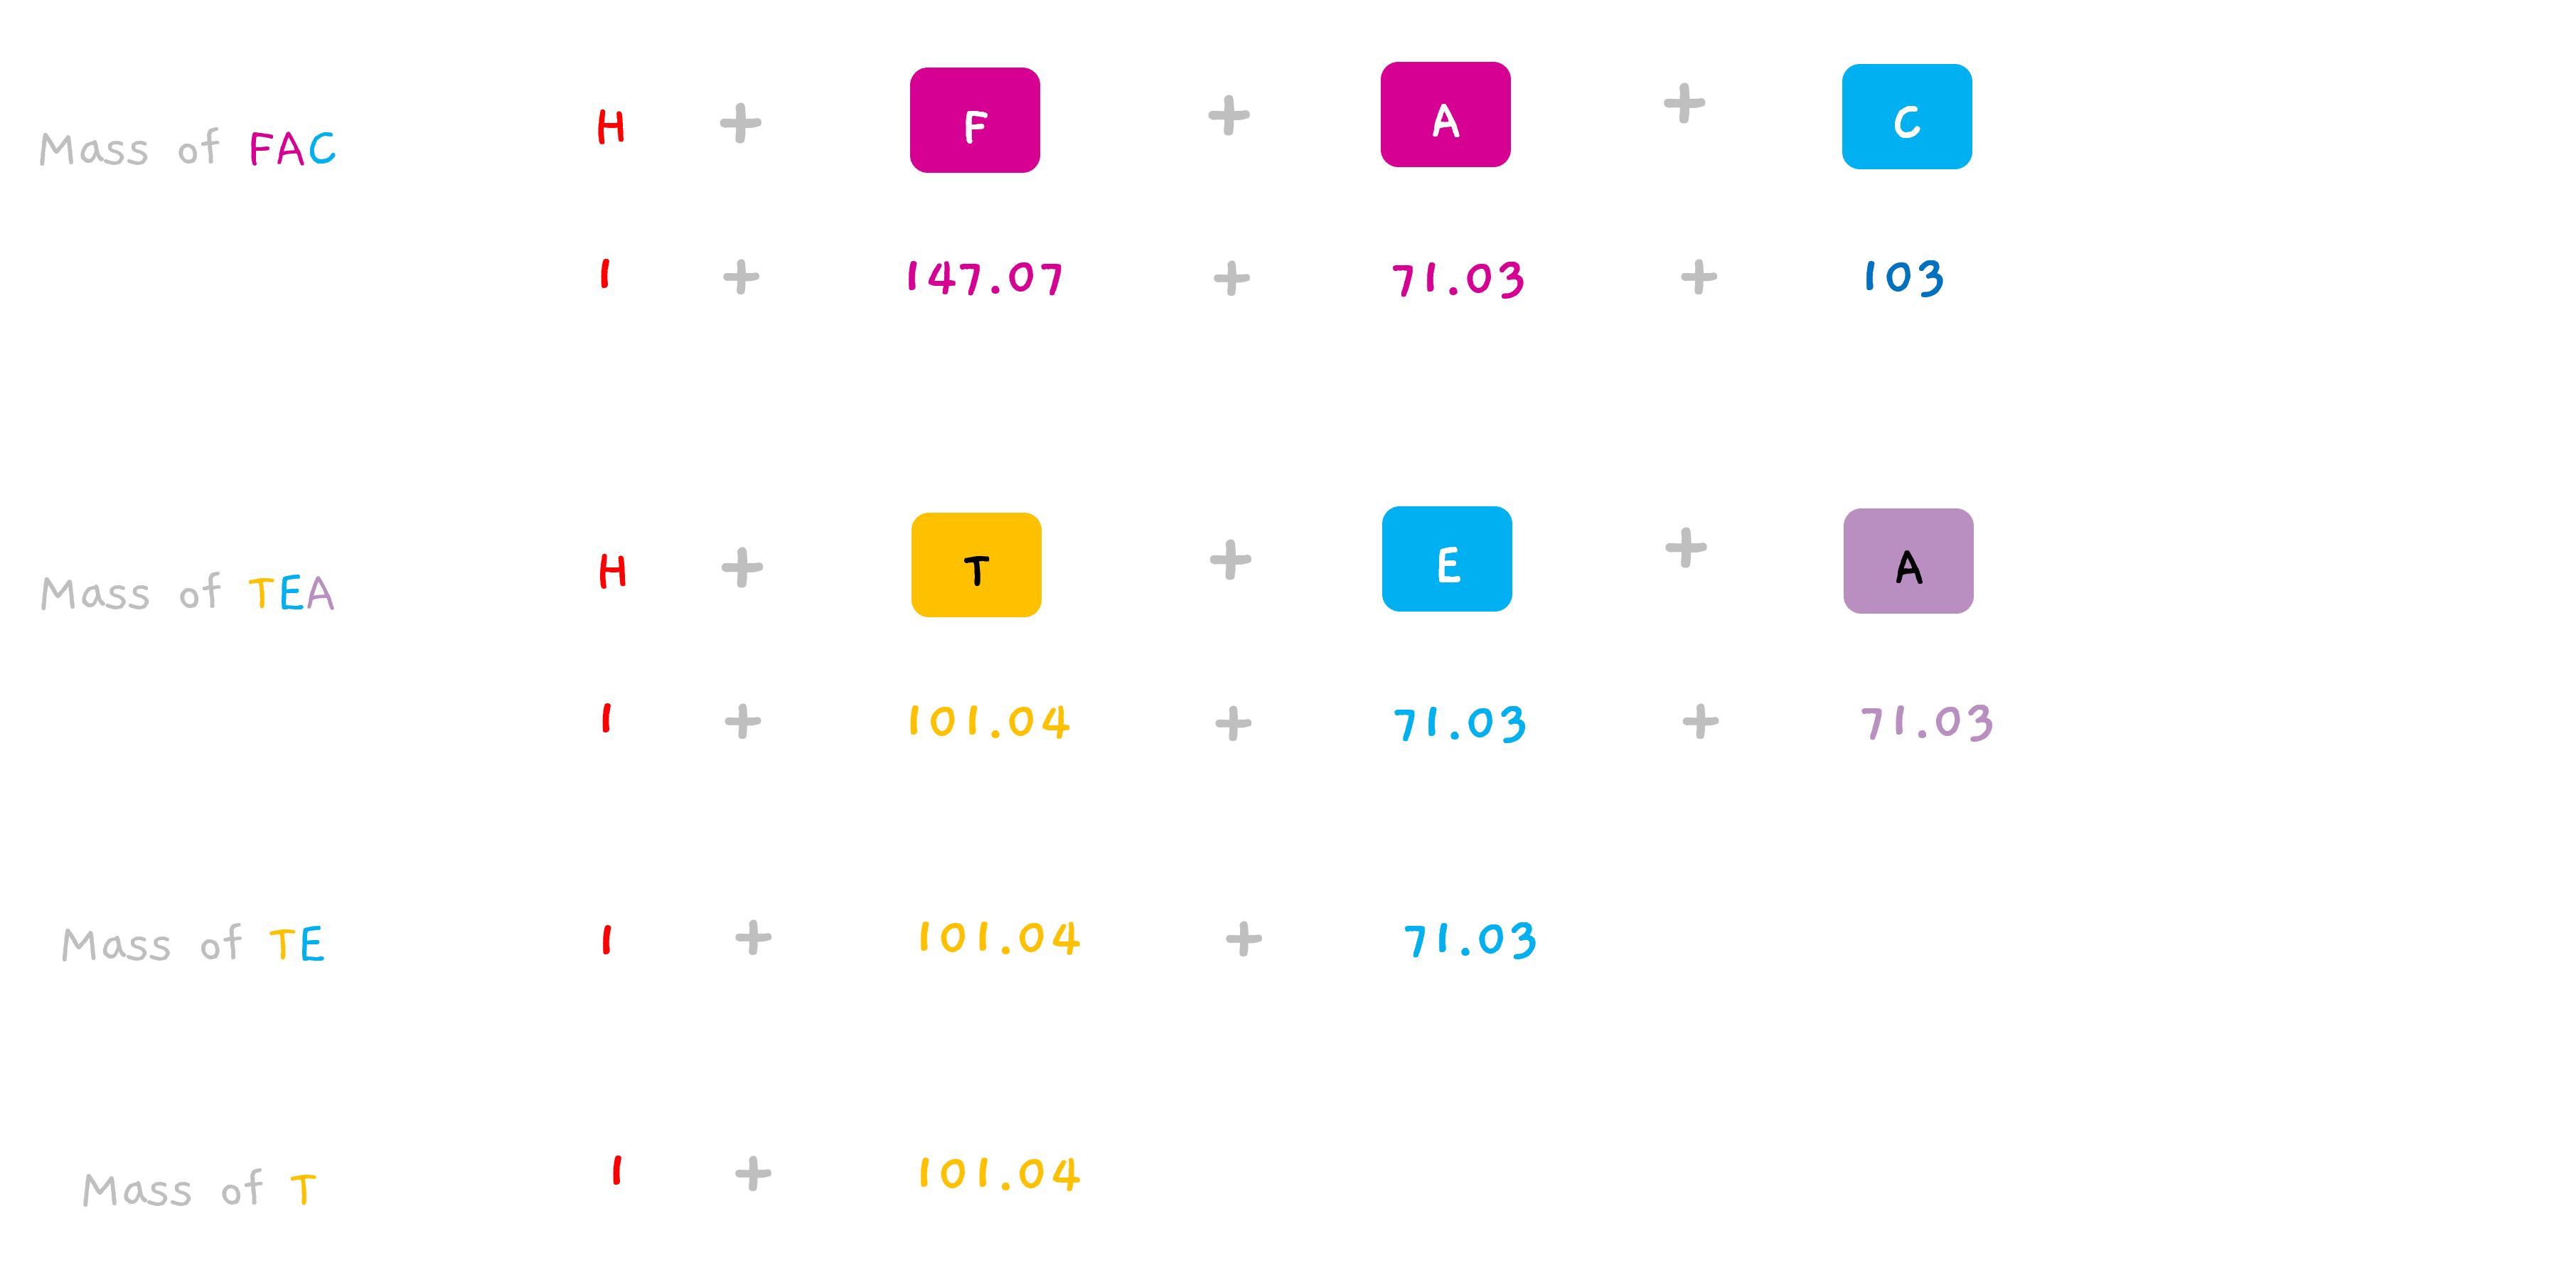 Mass of FAC H + F + A + C
1 + 147.07 + 71.03 + 103
Mass of TEA H + T + E + A
1 + 101.04 + 71.03 + 71.03
Mass of TE 1 + 101.04 + 71.03
Mass of T 1 + 101.04